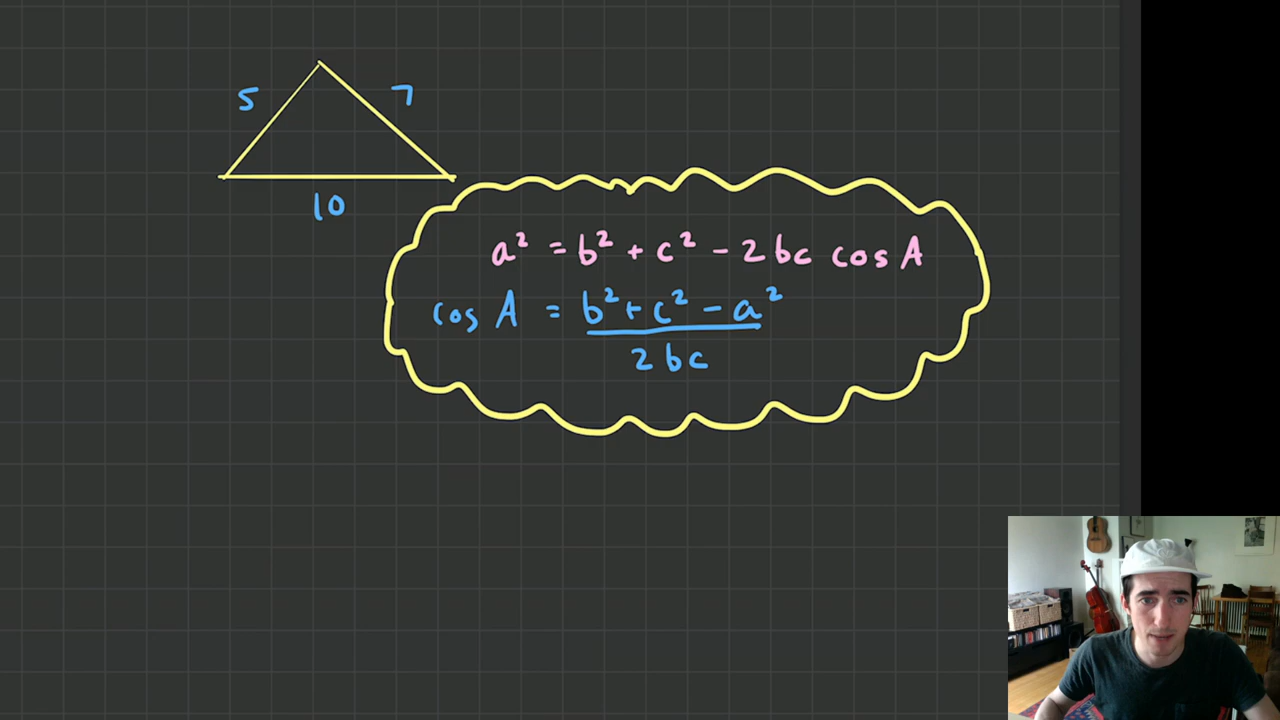 5 7
10
a² = b² + c² - 2bc cos A
cos A = b² + c² - a²
2bc